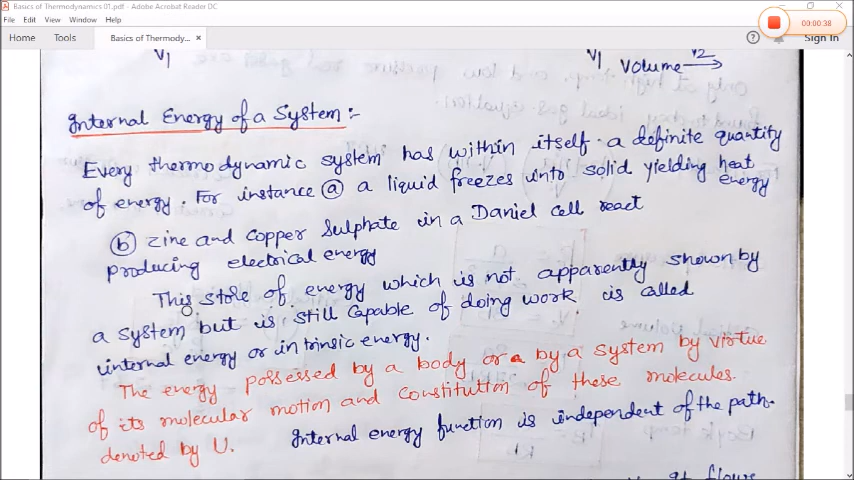 Basics of Thermodynamics 01.pdf - Adobe Acrobat Reader DC
File Edit View Window Help
Home Tools Basics of Thermody... ×
00:00:38
Sign In
V1 V1 Volume V2
Internal Energy of a System :-
Every thermodynamic system has within itself a definite quantity
of energy. For instance (a) a liquid freezes into solid yielding heat
energy
(b) Zinc and Copper Sulphate in a Daniel cell react
producing electrical energy
This store of energy which is not apparently shown by
a system but is still capable of doing work is called
internal energy or intrinsic energy.
The energy possessed by a body or by a system by virtue
of its molecular motion and constitution of these molecules.
denoted by U. Internal energy function is independent of the path.